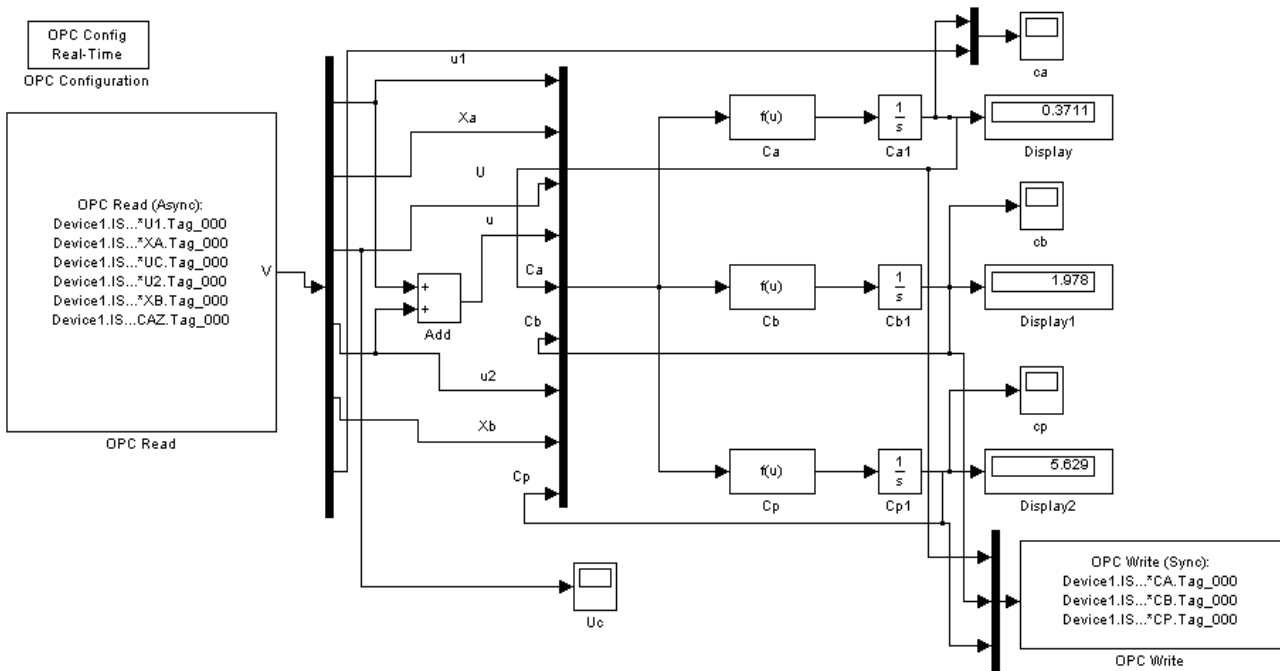 OPC Config
Real-Time
OPC Configuration
OPC Read (Async):
Device1.IS...*U1.Tag_000
Device1.IS...*XA.Tag_000
Device1.IS...*UC.Tag_000
Device1.IS...*U2.Tag_000
Device1.IS...*XB.Tag_000
Device1.IS...CAZ.Tag_000
V
OPC Read
u1
Xa
U
u
Ca
Cb
u2
Xb
Cp
+
+
Add
Uc
f(u)
Ca
1
s
Ca1
ca
0.3711
Display
cb
f(u)
Cb
1
s
Cb1
1.978
Display1
cp
f(u)
Cp
1
s
Cp1
5.629
Display2
OPC Write (Sync):
Device1.IS...*CA.Tag_000
Device1.IS...*CB.Tag_000
Device1.IS...*CP.Tag_000
OPC Write